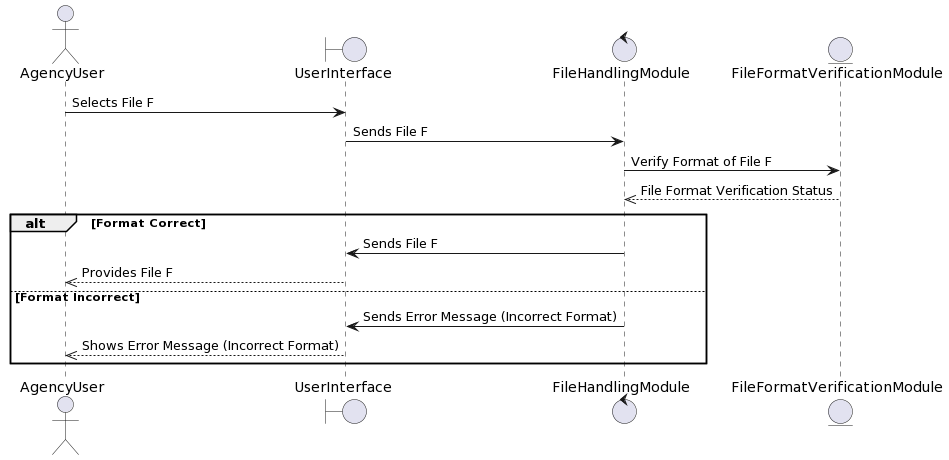 AgencyUser
UserInterface
FileHandlingModule
FileFormatVerificationModule
Selects File F
Sends File F
Verify Format of File F
File Format Verification Status
alt
[Format Correct]
Sends File F
Provides File F
[Format Incorrect]
Sends Error Message (Incorrect Format)
Shows Error Message (Incorrect Format)
AgencyUser
UserInterface
FileHandlingModule
FileFormatVerificationModule